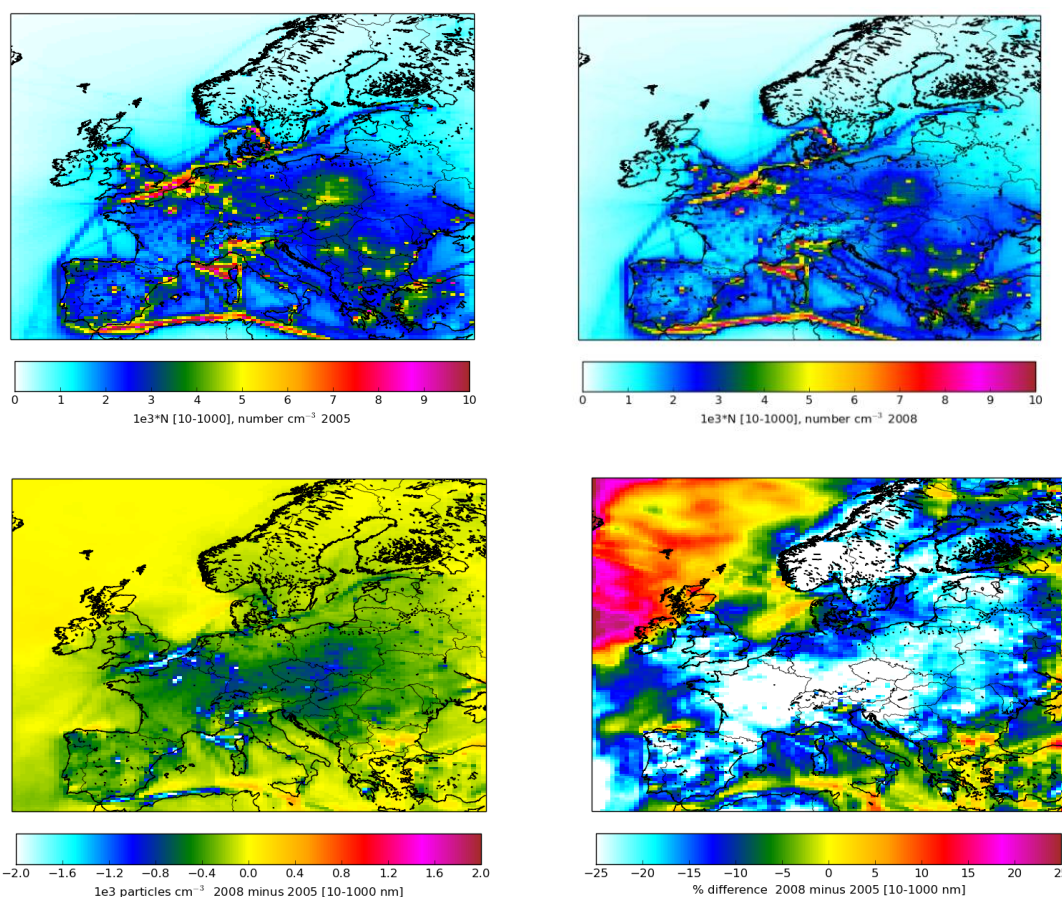 0 1 2 3 4 5 6 7 8 9 10
1e3*N [10-1000], number cm⁻³ 2005
0 1 2 3 4 5 6 7 8 9 10
1e3*N [10-1000], number cm⁻³ 2008
−2.0 −1.6 −1.2 −0.8 −0.4 0.0 0.4 0.8 1.2 1.6 2.0
1e3 particles cm⁻³ 2008 minus 2005 [10-1000 nm]
−25 −20 −15 −10 −5 0 5 10 15 20 25
% difference 2008 minus 2005 [10-1000 nm]